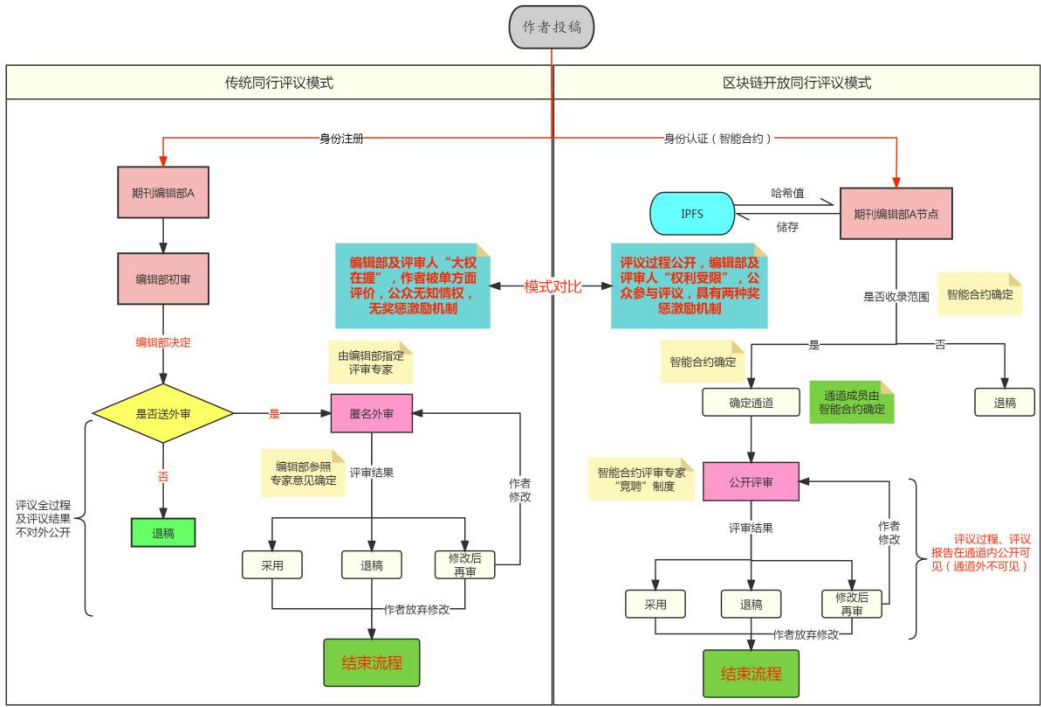 作者投稿
传统同行评议模式
区块链开放同行评议模式
身份注册
身份认证（智能合约）
期刊编辑部A
IPFS
哈希值
储存
期刊编辑部A节点
编辑部初审
编辑部及评审人“大权
在握”，作者被单方面
评价，公众无知情权，
无奖惩激励机制
模式对比
评议过程公开，编辑部及
评审人“权利受限”，公
众参与评议，具有两种奖
惩激励机制
是否收录范围
智能合约确定
编辑部决定
由编辑部指定
评审专家
智能合约确定
是
否
是否送外审
是
匿名外审
确定通道
通道成员由
智能合约确定
退稿
否
编辑部参照
专家意见确定
评审结果
作者
修改
智能合约评审专家
“竞聘”制度
公开评审
评议全过程
及评议结果
不对外公开
退稿
评审结果
作者
修改
评议过程、评议
报告在通道内公开可
见（通道外不可见）
采用
退稿
修改后
再审
作者放弃修改
采用
退稿
修改后
再审
作者放弃修改
结束流程
结束流程